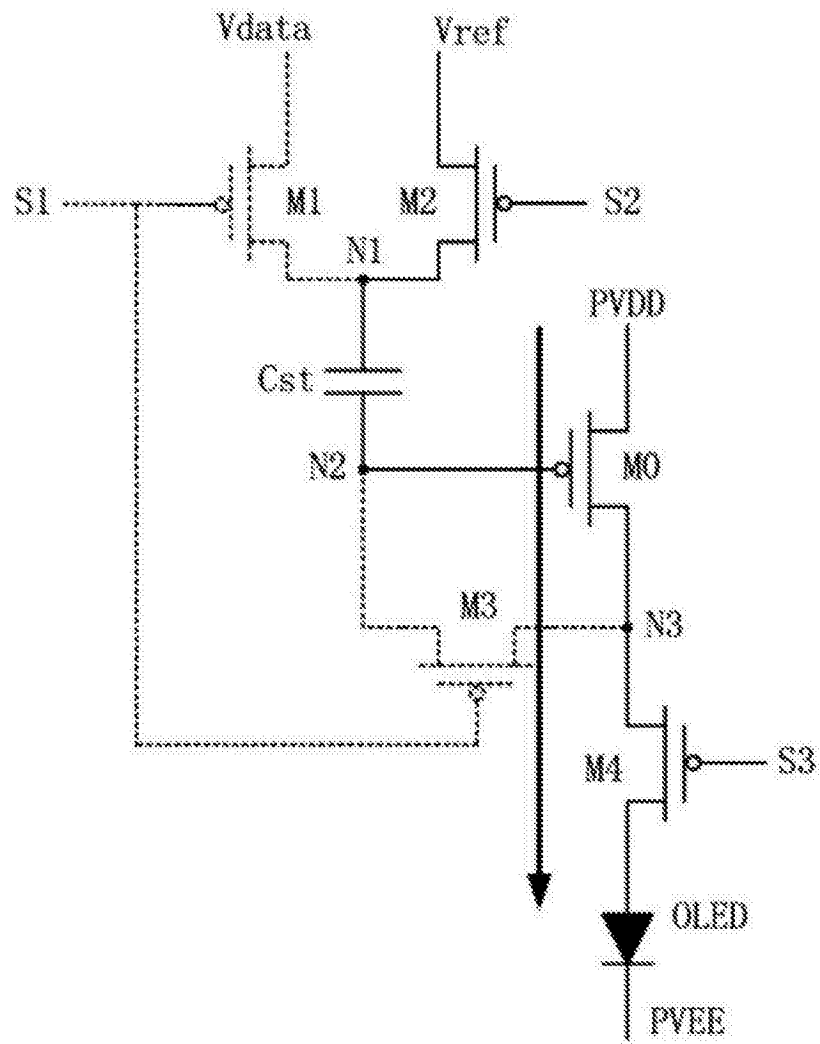 Vdata
Vref
S1
M1
M2
S2
N1
PVDD
Cst
N2
M0
M3
N3
M4
S3
OLED
PVEE